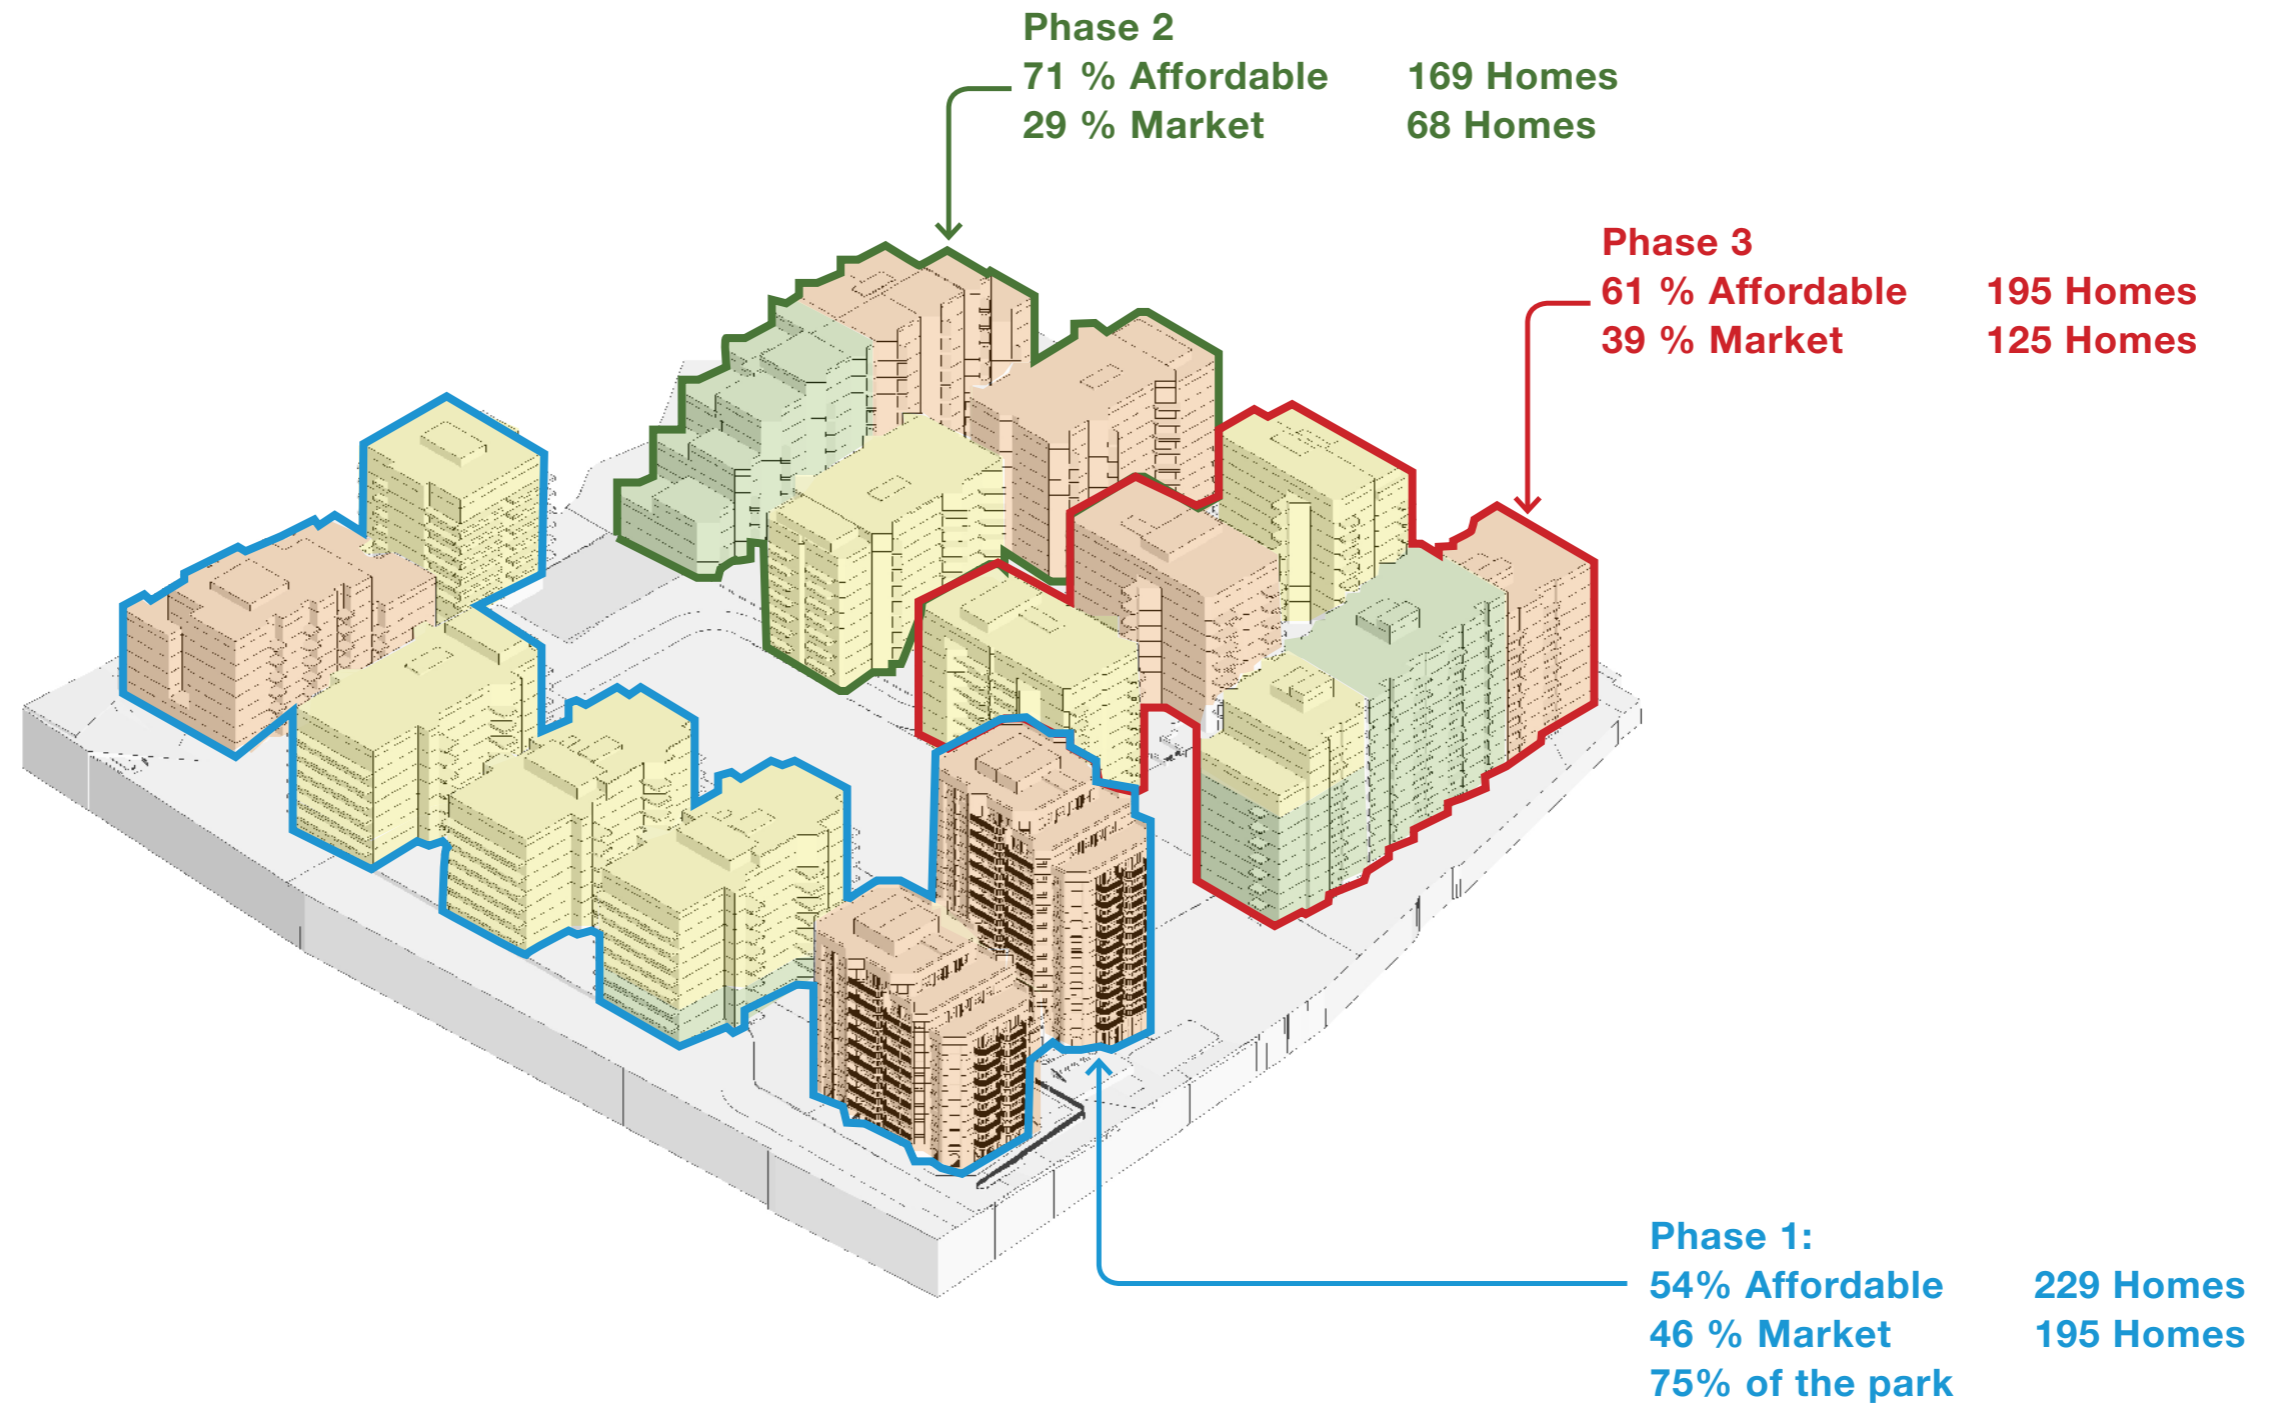 Phase 2
71 % Affordable 169 Homes
29 % Market 68 Homes
Phase 3
61 % Affordable 195 Homes
39 % Market 125 Homes
Phase 1:
54% Affordable 229 Homes
46 % Market 195 Homes
75% of the park